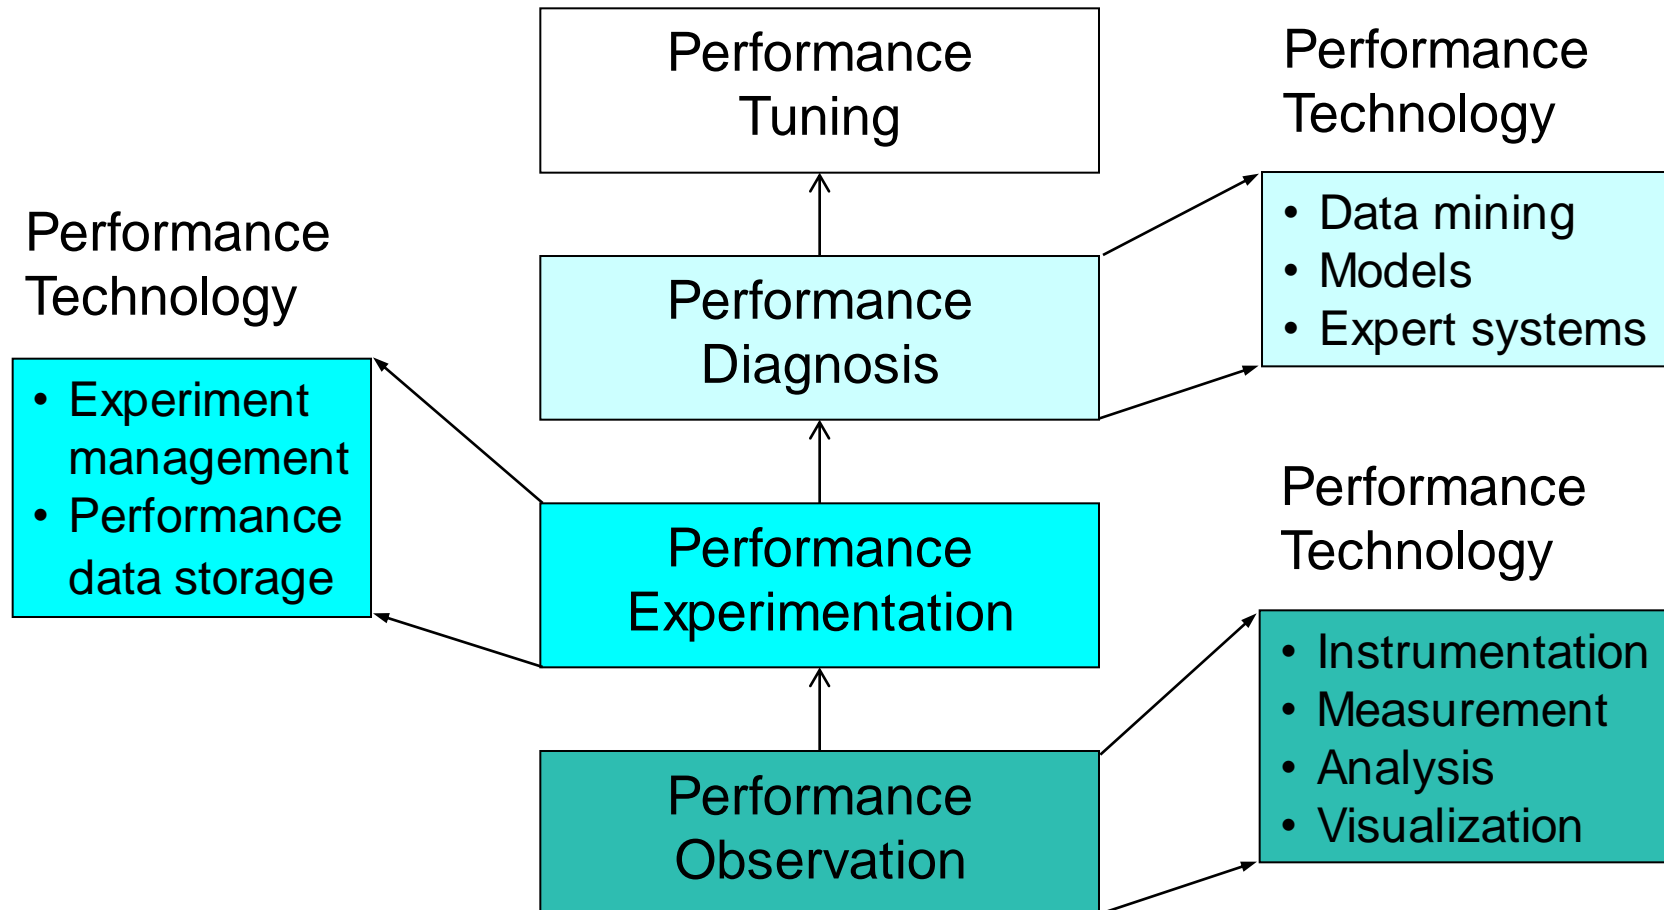 Performance
Tuning
Performance
Technology
• Data mining
• Models
• Expert systems
Performance
Technology
Performance
Diagnosis
• Experiment
management
• Performance
data storage
Performance
Experimentation
Performance
Technology
• Instrumentation
• Measurement
• Analysis
• Visualization
Performance
Observation